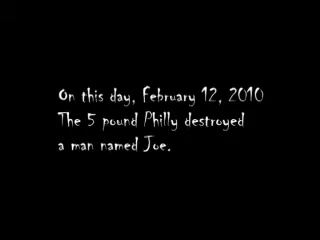 On this day, February 12, 2010
The 5 pound Philly destroyed
a man named Joe.